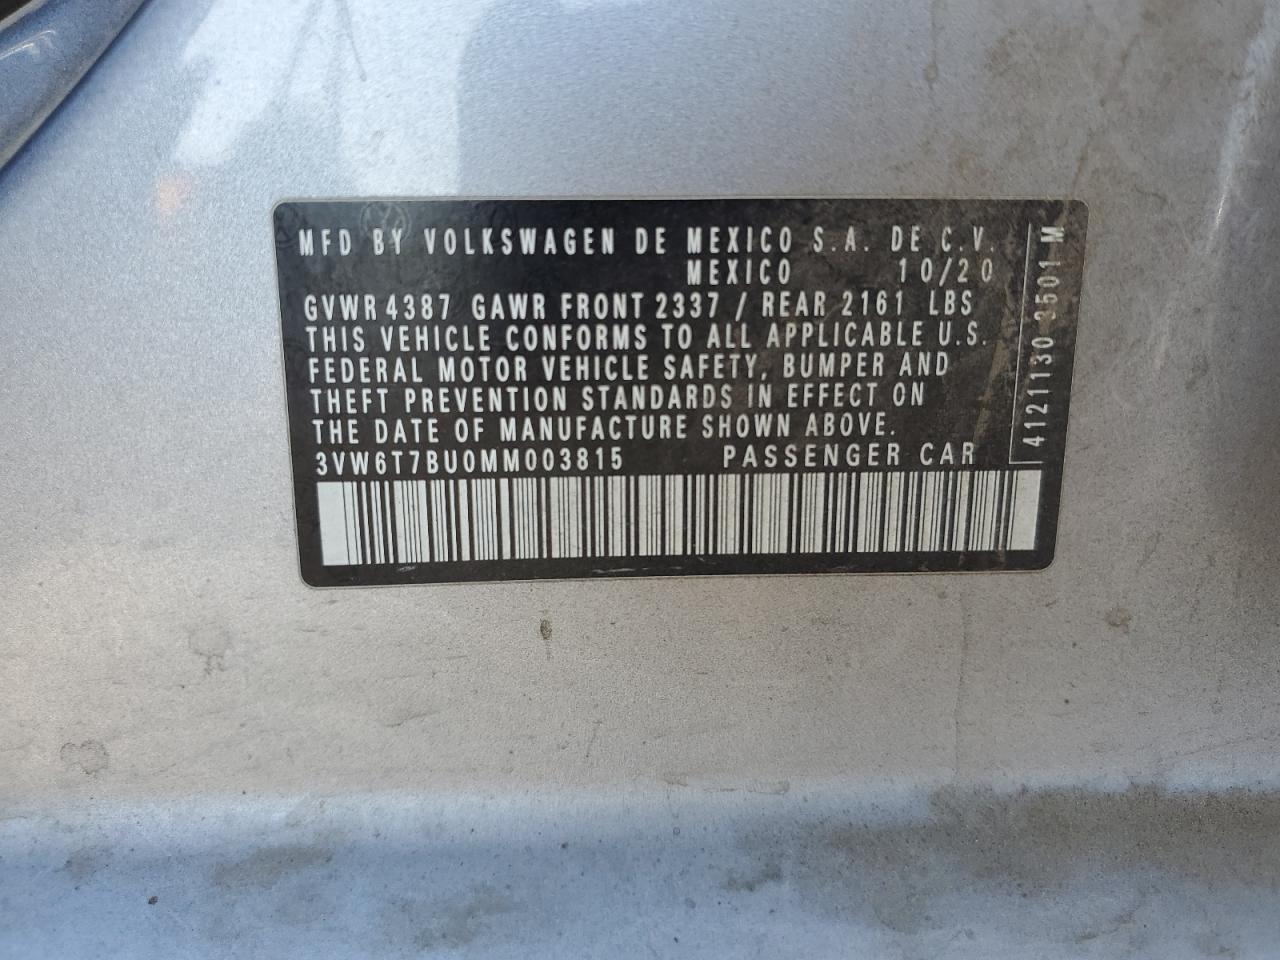 MFD BY VOLKSWAGEN DE MEXICO S.A. DE C.V.
MEXICO 10/20
GVWR 4387 GAWR FRONT 2337 / REAR 2161 LBS
THIS VEHICLE CONFORMS TO ALL APPLICABLE U.S.
FEDERAL MOTOR VEHICLE SAFETY, BUMPER AND
THEFT PREVENTION STANDARDS IN EFFECT ON
THE DATE OF MANUFACTURE SHOWN ABOVE.
3VW6T7BU0MM003815 PASSENGER CAR
4121130 3501 M